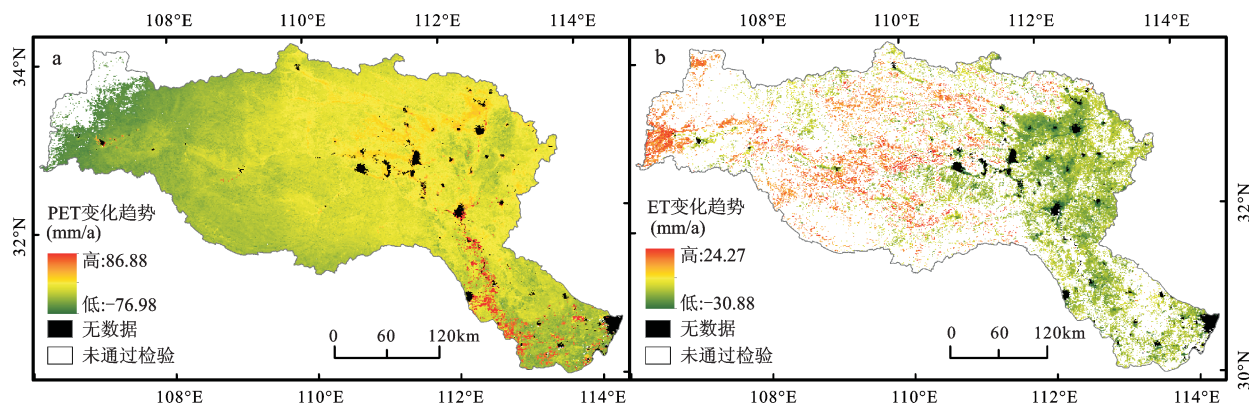 108°E 110°E 112°E 114°E 108°E 110°E 112°E 114°E
a
34°N
32°N
PET变化趋势
(mm/a)
高:86.88
低:−76.98
无数据
未通过检验
0 60 120km
108°E 110°E 112°E 114°E
b
ET变化趋势
(mm/a)
高:24.27
低:−30.88
无数据
未通过检验
0 60 120km
32°N
30°N
108°E 110°E 112°E 114°E